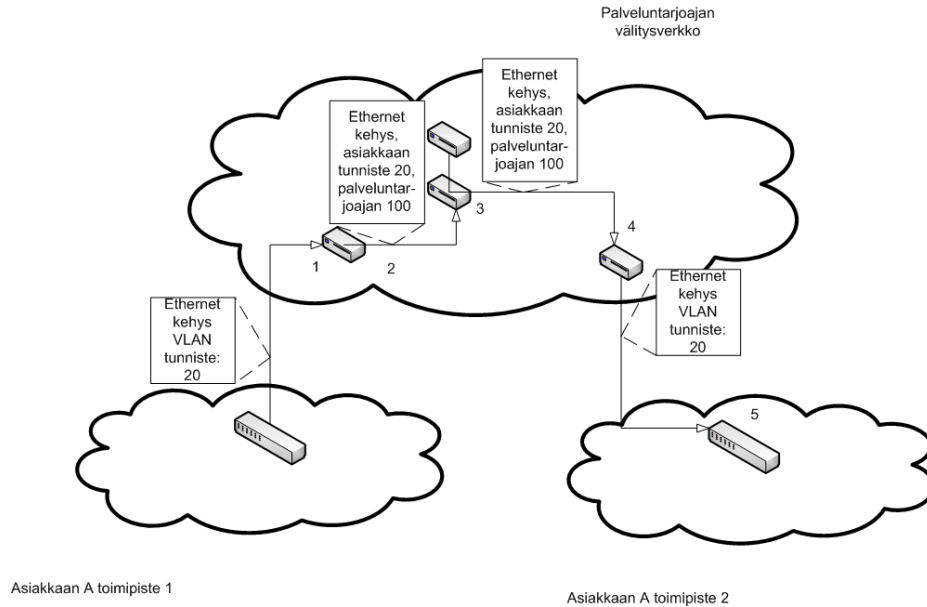 Palveluntarjoajan
välitysverkko
Ethernet
kehys,
asiakkaan
tunniste 20,
palveluntar-
joajan 100
Ethernet
kehys,
asiakkaan
tunniste 20,
palveluntar-
joajan 100
3
4
1
2
Ethernet
kehys
VLAN
tunniste:
20
Ethernet
kehys
VLAN
tunniste:
20
5
Asiakkaan A toimipiste 1
Asiakkaan A toimipiste 2